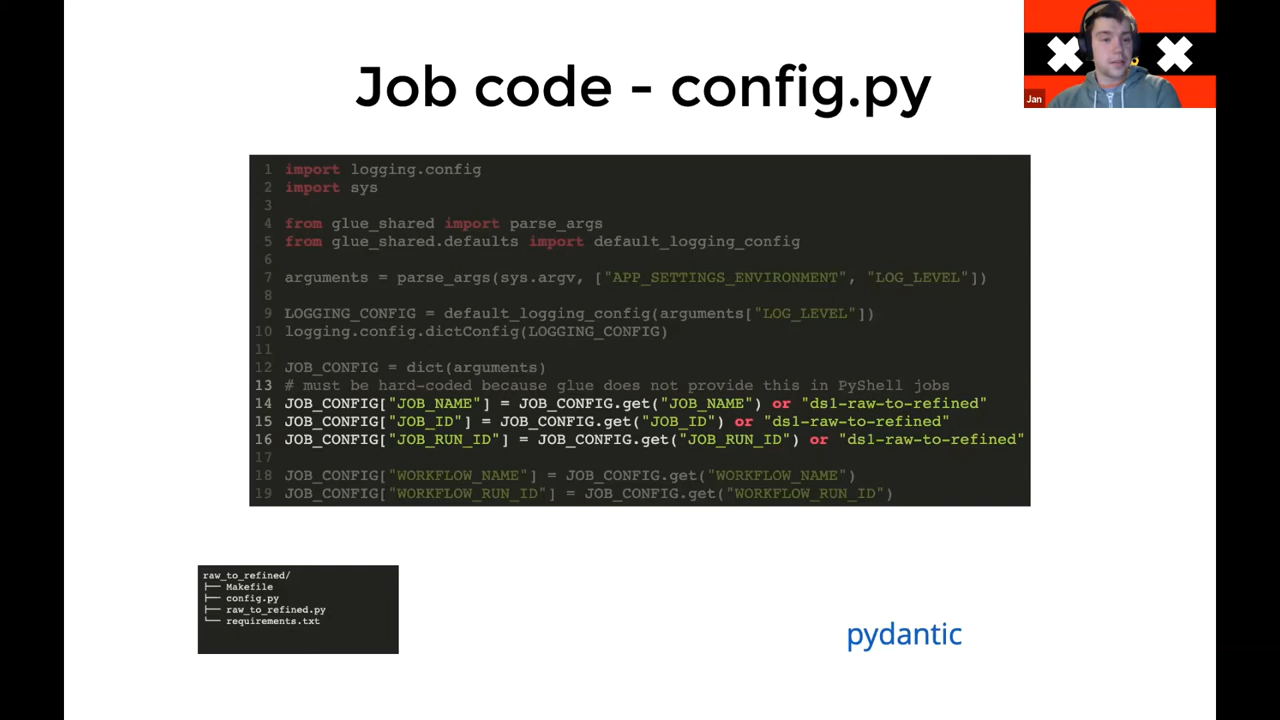 Job code - config.py
Jan
1 import logging.config
2 import sys
3
4 from glue_shared import parse_args
5 from glue_shared.defaults import default_logging_config
6
7 arguments = parse_args(sys.argv, ["APP_SETTINGS_ENVIRONMENT", "LOG_LEVEL"])
8
9 LOGGING_CONFIG = default_logging_config(arguments["LOG_LEVEL"])
10 logging.config.dictConfig(LOGGING_CONFIG)
11
12 JOB_CONFIG = dict(arguments)
13 # must be hard-coded because glue does not provide this in PyShell jobs
14 JOB_CONFIG["JOB_NAME"] = JOB_CONFIG.get("JOB_NAME") or "ds1-raw-to-refined"
15 JOB_CONFIG["JOB_ID"] = JOB_CONFIG.get("JOB_ID") or "ds1-raw-to-refined"
16 JOB_CONFIG["JOB_RUN_ID"] = JOB_CONFIG.get("JOB_RUN_ID") or "ds1-raw-to-refined"
17
18 JOB_CONFIG["WORKFLOW_NAME"] = JOB_CONFIG.get("WORKFLOW_NAME")
19 JOB_CONFIG["WORKFLOW_RUN_ID"] = JOB_CONFIG.get("WORKFLOW_RUN_ID")
raw_to_refined/
├── Makefile
├── config.py
├── raw_to_refined.py
└── requirements.txt
pydantic